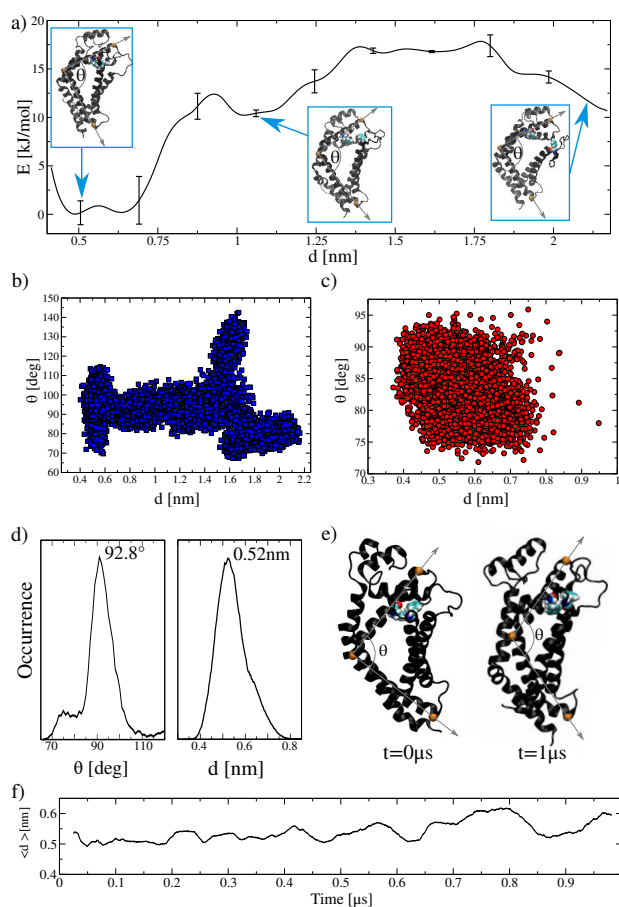 a)
E [kJ/mol]
20
15
10
5
0
θ
θ
θ
0.5 0.75 1 1.25 1.5 1.75 2
d [nm]
b)
θ [deg]
150
140
130
120
110
100
90
80
70
60
0.4 0.6 0.8 1 1.2 1.4 1.6 1.8 2 2.2
d [nm]
c)
θ [deg]
95
90
85
80
75
70
0.3 0.4 0.5 0.6 0.7 0.8 0.9 1
d [nm]
d)
Occurrence
92.8°
70 90 110
θ [deg]
0.52nm
0.4 0.6 0.8
d [nm]
e)
θ
θ
t=0μs
t=1μs
f)
<d>[nm]
0.6
0.5
0.4
0 0.1 0.2 0.3 0.4 0.5 0.6 0.7 0.8 0.9
Time [μs]